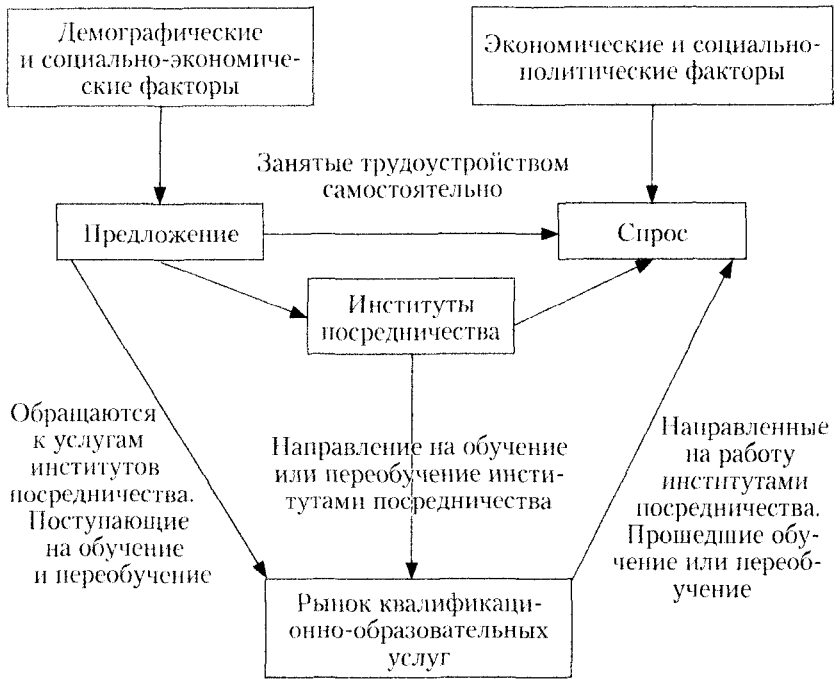 Демографические
и социально-экономиче-
ские факторы
Экономические и социально-
политические факторы
Занятые трудоустройством
самостоятельно
Предложение
Спрос
Институты
посредничества
Обращаются
к услугам
институтов
посредничества.
Поступающие
на обучение
и переобучение
Направление на обучение
или переобучение инсти-
тутами посредничества
Направленные
на работу
институтами
посредничества.
Прошедшие обу-
чение или переоб-
учение
Рынок квалификаци-
онно-образовательных
услуг